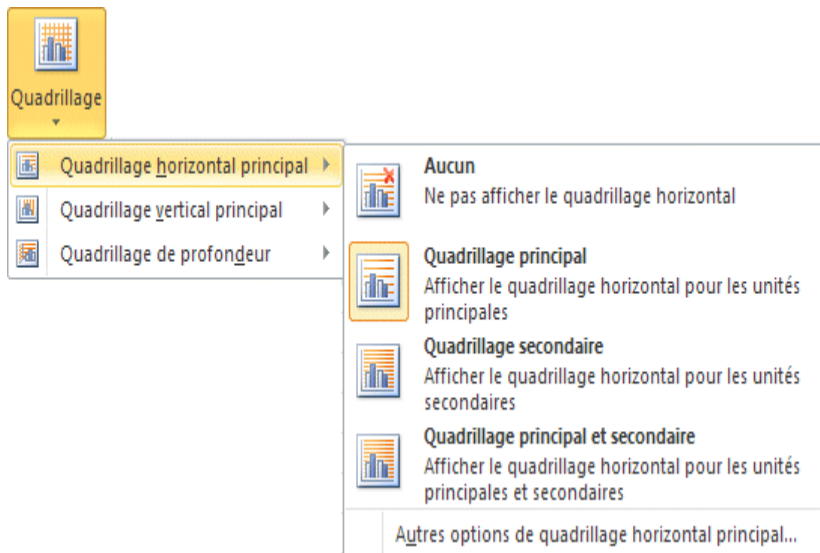 Quadrillage
Quadrillage horizontal principal
Quadrillage vertical principal
Quadrillage de profondeur
Aucun
Ne pas afficher le quadrillage horizontal
Quadrillage principal
Afficher le quadrillage horizontal pour les unités
principales
Quadrillage secondaire
Afficher le quadrillage horizontal pour les unités
secondaires
Quadrillage principal et secondaire
Afficher le quadrillage horizontal pour les unités
principales et secondaires
Autres options de quadrillage horizontal principal...